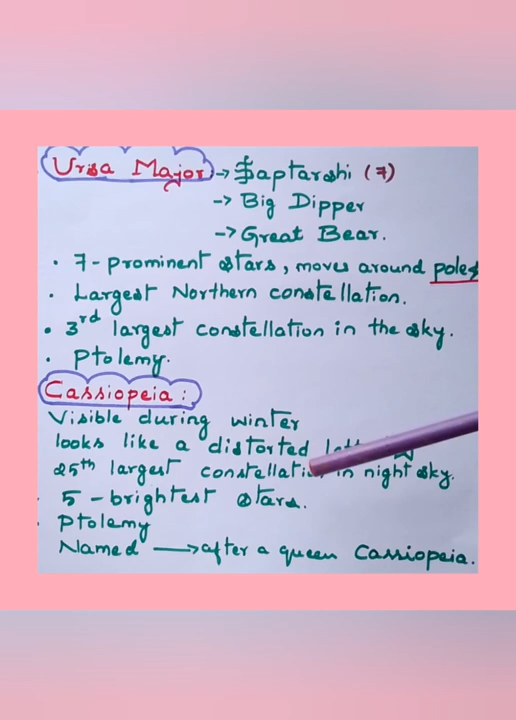 Ursa Major → Saptarshi (7)
→ Big Dipper
→ Great Bear.
· 7 - prominent stars, moves around poles
· Largest Northern constellation.
· 3rd largest constellation in the sky.
· Ptolemy.
Cassiopeia:
Visible during winter
looks like a distorted
25th largest constellation in night sky.
· 5 - brightest stars.
· Ptolemy
Named → after a queen Cassiopeia.